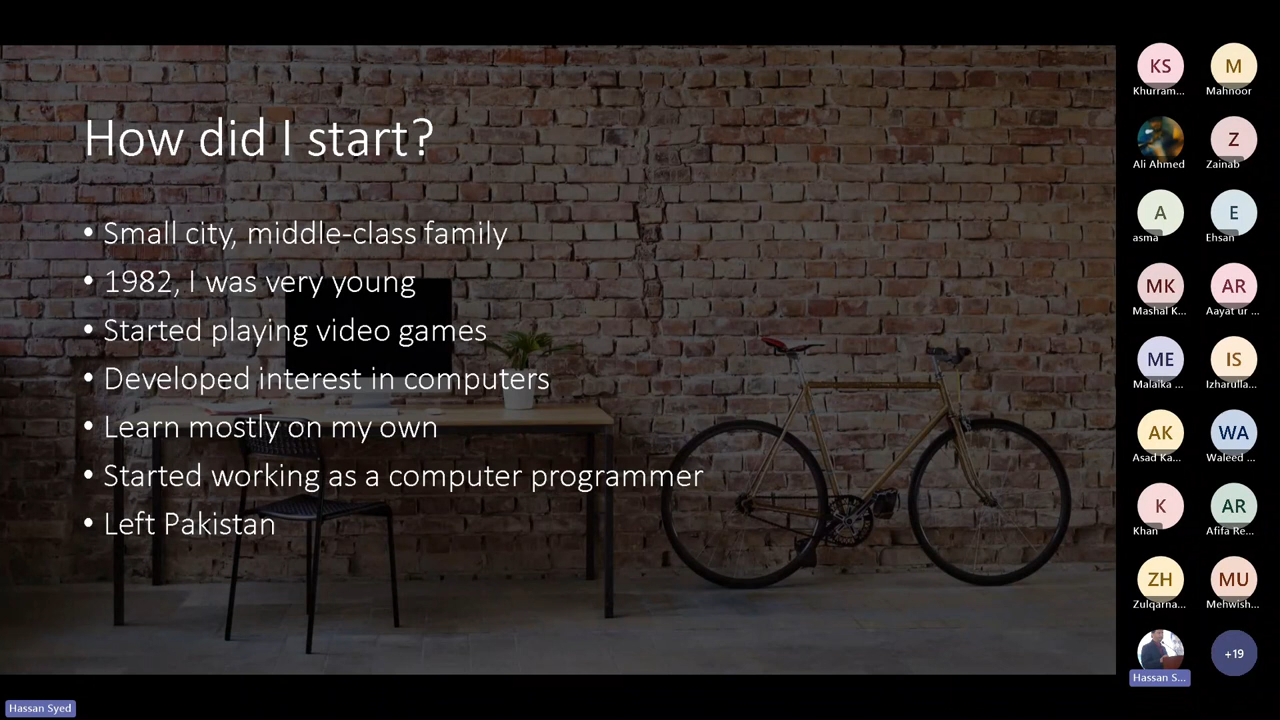 How did I start?
• Small city, middle-class family
• 1982, I was very young
• Started playing video games
• Developed interest in computers
• Learn mostly on my own
• Started working as a computer programmer
• Left Pakistan
KS
Khurram...
M
Mahnoor
Ali Ahmed
Z
Zainab
A
asma
E
Ehsan
MK
Mashal K...
AR
Aayat ur ...
ME
Malaika ...
IS
Izharulla...
AK
Asad Ka...
WA
Waleed ...
K
Khan
AR
Afifa Re...
ZH
Zulqarna...
MU
Mehwish...
Hassan S...
+19
Hassan Syed